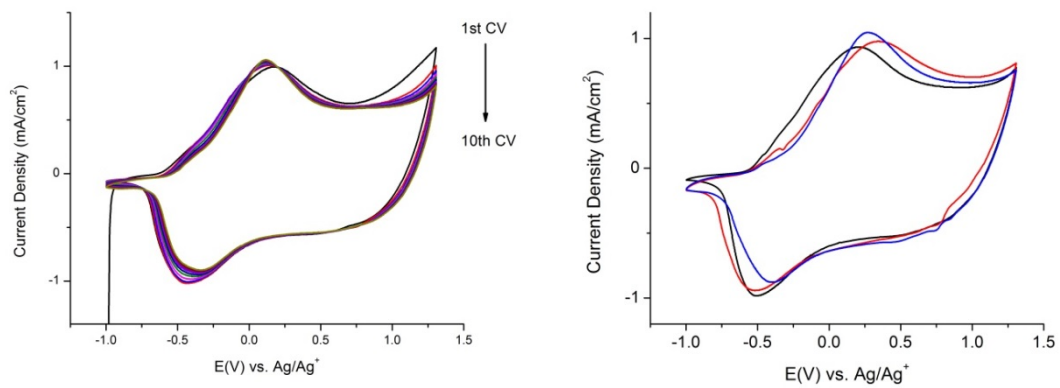 1st CV
10th CV
1
0
-1
-1.0 -0.5 0.0 0.5 1.0 1.5
Current Density (mA/cm²)
E(V) vs. Ag/Ag⁺
1
0
-1
-1.0 -0.5 0.0 0.5 1.0 1.5
Current Density (mA/cm²)
E(V) vs. Ag/Ag⁺